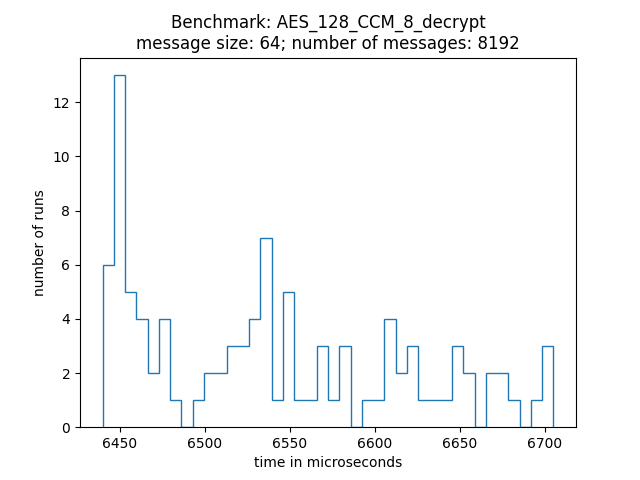 Benchmark: AES_128_CCM_8_decrypt
message size: 64; number of messages: 8192
12
10
8
6
4
2
0
number of runs
6450 6500 6550 6600 6650 6700
time in microseconds